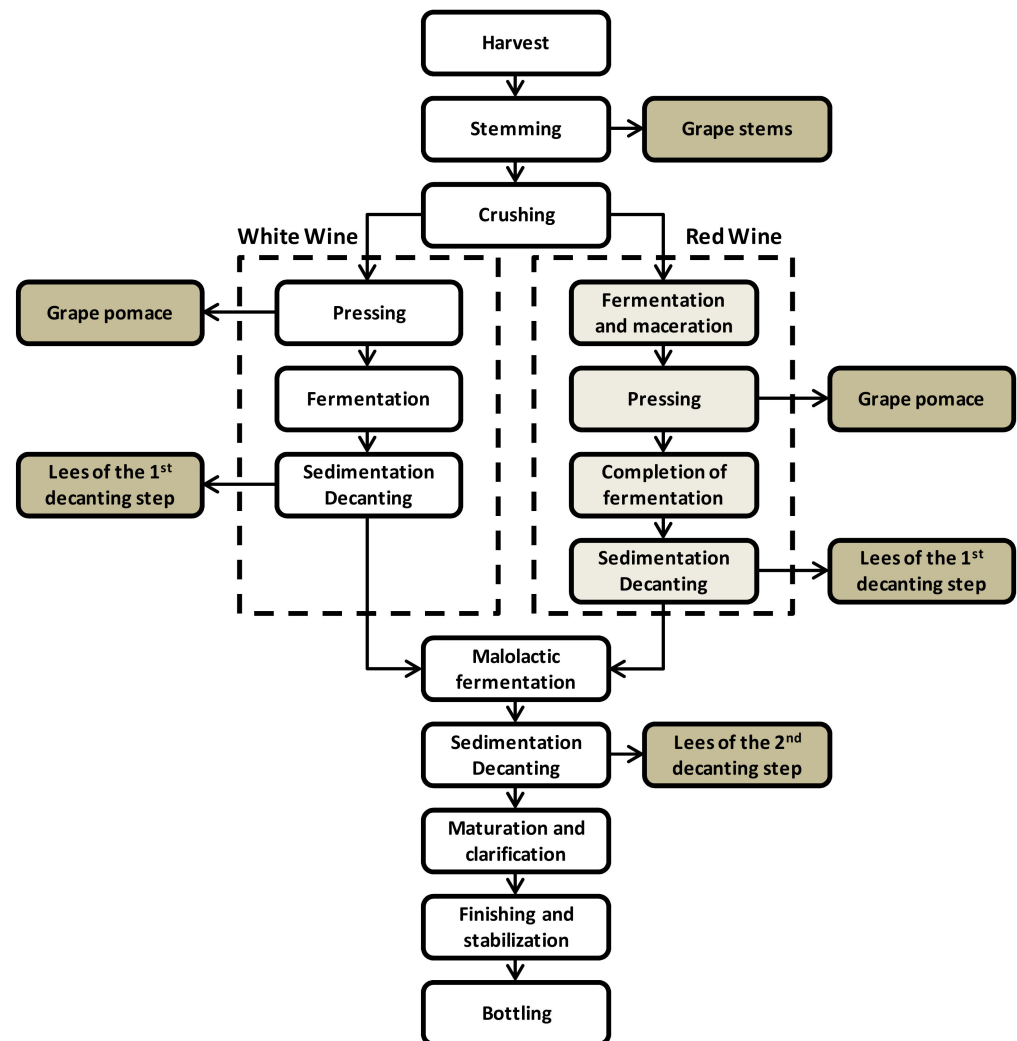 Harvest
Stemming
Grape stems
Crushing
White Wine
Red Wine
Grape pomace
Pressing
Fermentation
and maceration
Fermentation
Pressing
Grape pomace
Lees of the 1st
decanting step
Sedimentation
Decanting
Completion of
fermentation
Sedimentation
Decanting
Lees of the 1st
decanting step
Malolactic
fermentation
Sedimentation
Decanting
Lees of the 2nd
decanting step
Maturation and
clarification
Finishing and
stabilization
Bottling